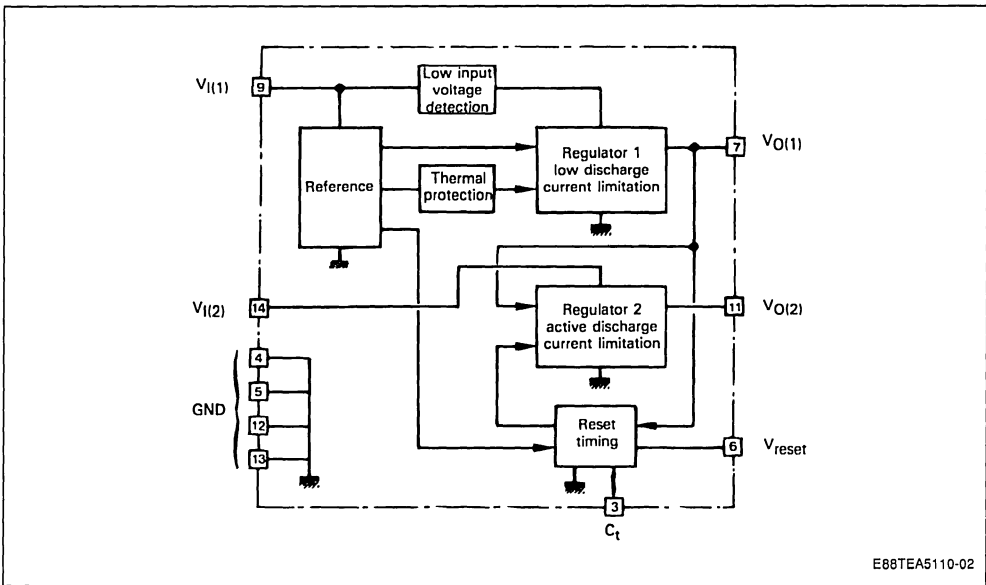 V_I(1)
9
Low input
voltage
detection
Reference
Thermal
protection
Regulator 1
low discharge
current limitation
7
V_O(1)
V_I(2)
14
Regulator 2
active discharge
current limitation
11
V_O(2)
GND
4
5
12
13
Reset
timing
6
V_reset
3
C_t
E88TEA5110-02